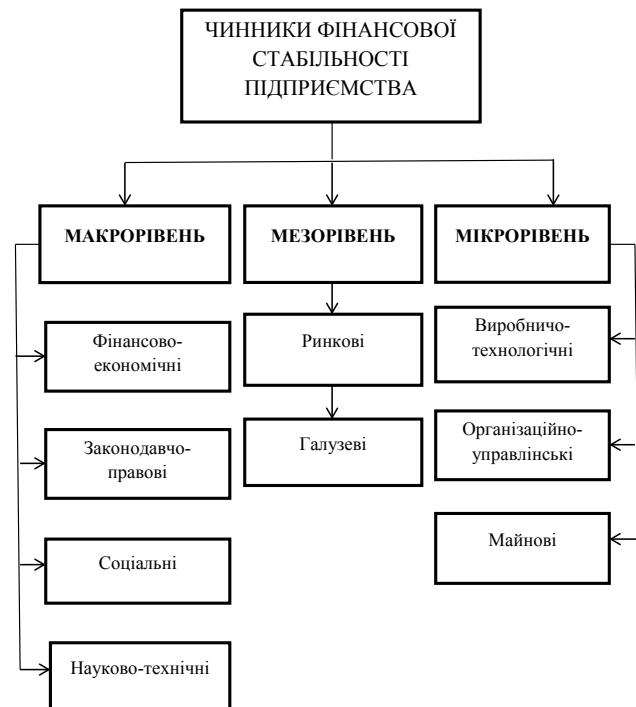 ЧИННИКИ ФІНАНСОВОЇ
СТАБІЛЬНОСТІ
ПІДПРИЄМСТВА
МАКРОРІВЕНЬ
МЕЗОРІВЕНЬ
МІКРОРІВЕНЬ
Фінансово-
економічні
Ринкові
Виробничо-
технологічні
Законодавчо-
правові
Галузеві
Організаційно-
управлінські
Соціальні
Майнові
Науково-технічні